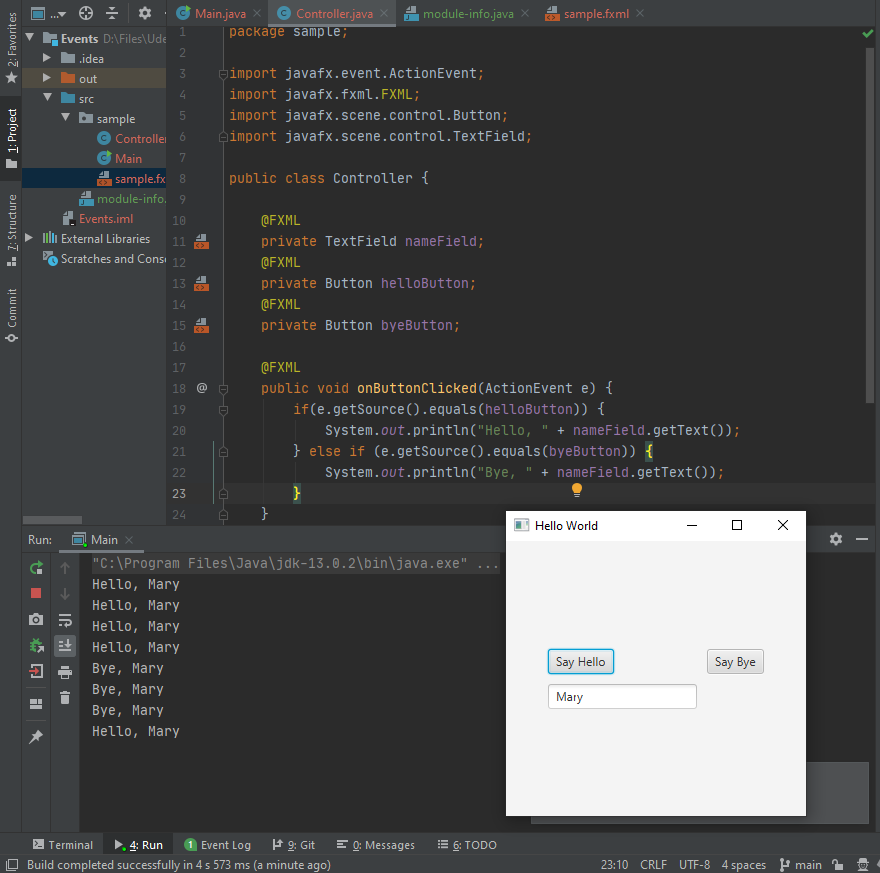 Main.java
Controller.java
module-info.java
sample.fxml
2: Favorites
1: Project
7: Structure
Commit
Events D:\Files\Ude
.idea
out
src
sample
Controller
Main
sample.fx
module-info.
Events.iml
External Libraries
Scratches and Conso
1 package sample;
2
3 import javafx.event.ActionEvent;
4 import javafx.fxml.FXML;
5 import javafx.scene.control.Button;
6 import javafx.scene.control.TextField;
7
8 public class Controller {
9
10 @FXML
11 private TextField nameField;
12 @FXML
13 private Button helloButton;
14 @FXML
15 private Button byeButton;
16
17 @FXML
18 @ public void onButtonClicked(ActionEvent e) {
19 if(e.getSource().equals(helloButton)) {
20 System.out.println("Hello, " + nameField.getText());
21 } else if (e.getSource().equals(byeButton)) {
22 System.out.println("Bye, " + nameField.getText());
23 }
24 }
Run: Main
"C:\Program Files\Java\jdk-13.0.2\bin\java.exe" ...
Hello, Mary
Hello, Mary
Hello, Mary
Hello, Mary
Bye, Mary
Bye, Mary
Bye, Mary
Hello, Mary
Hello World
Say Hello
Say Bye
Mary
Terminal
4: Run
1 Event Log
9: Git
0: Messages
6: TODO
Build completed successfully in 4 s 573 ms (a minute ago)
23:10 CRLF UTF-8 4 spaces main